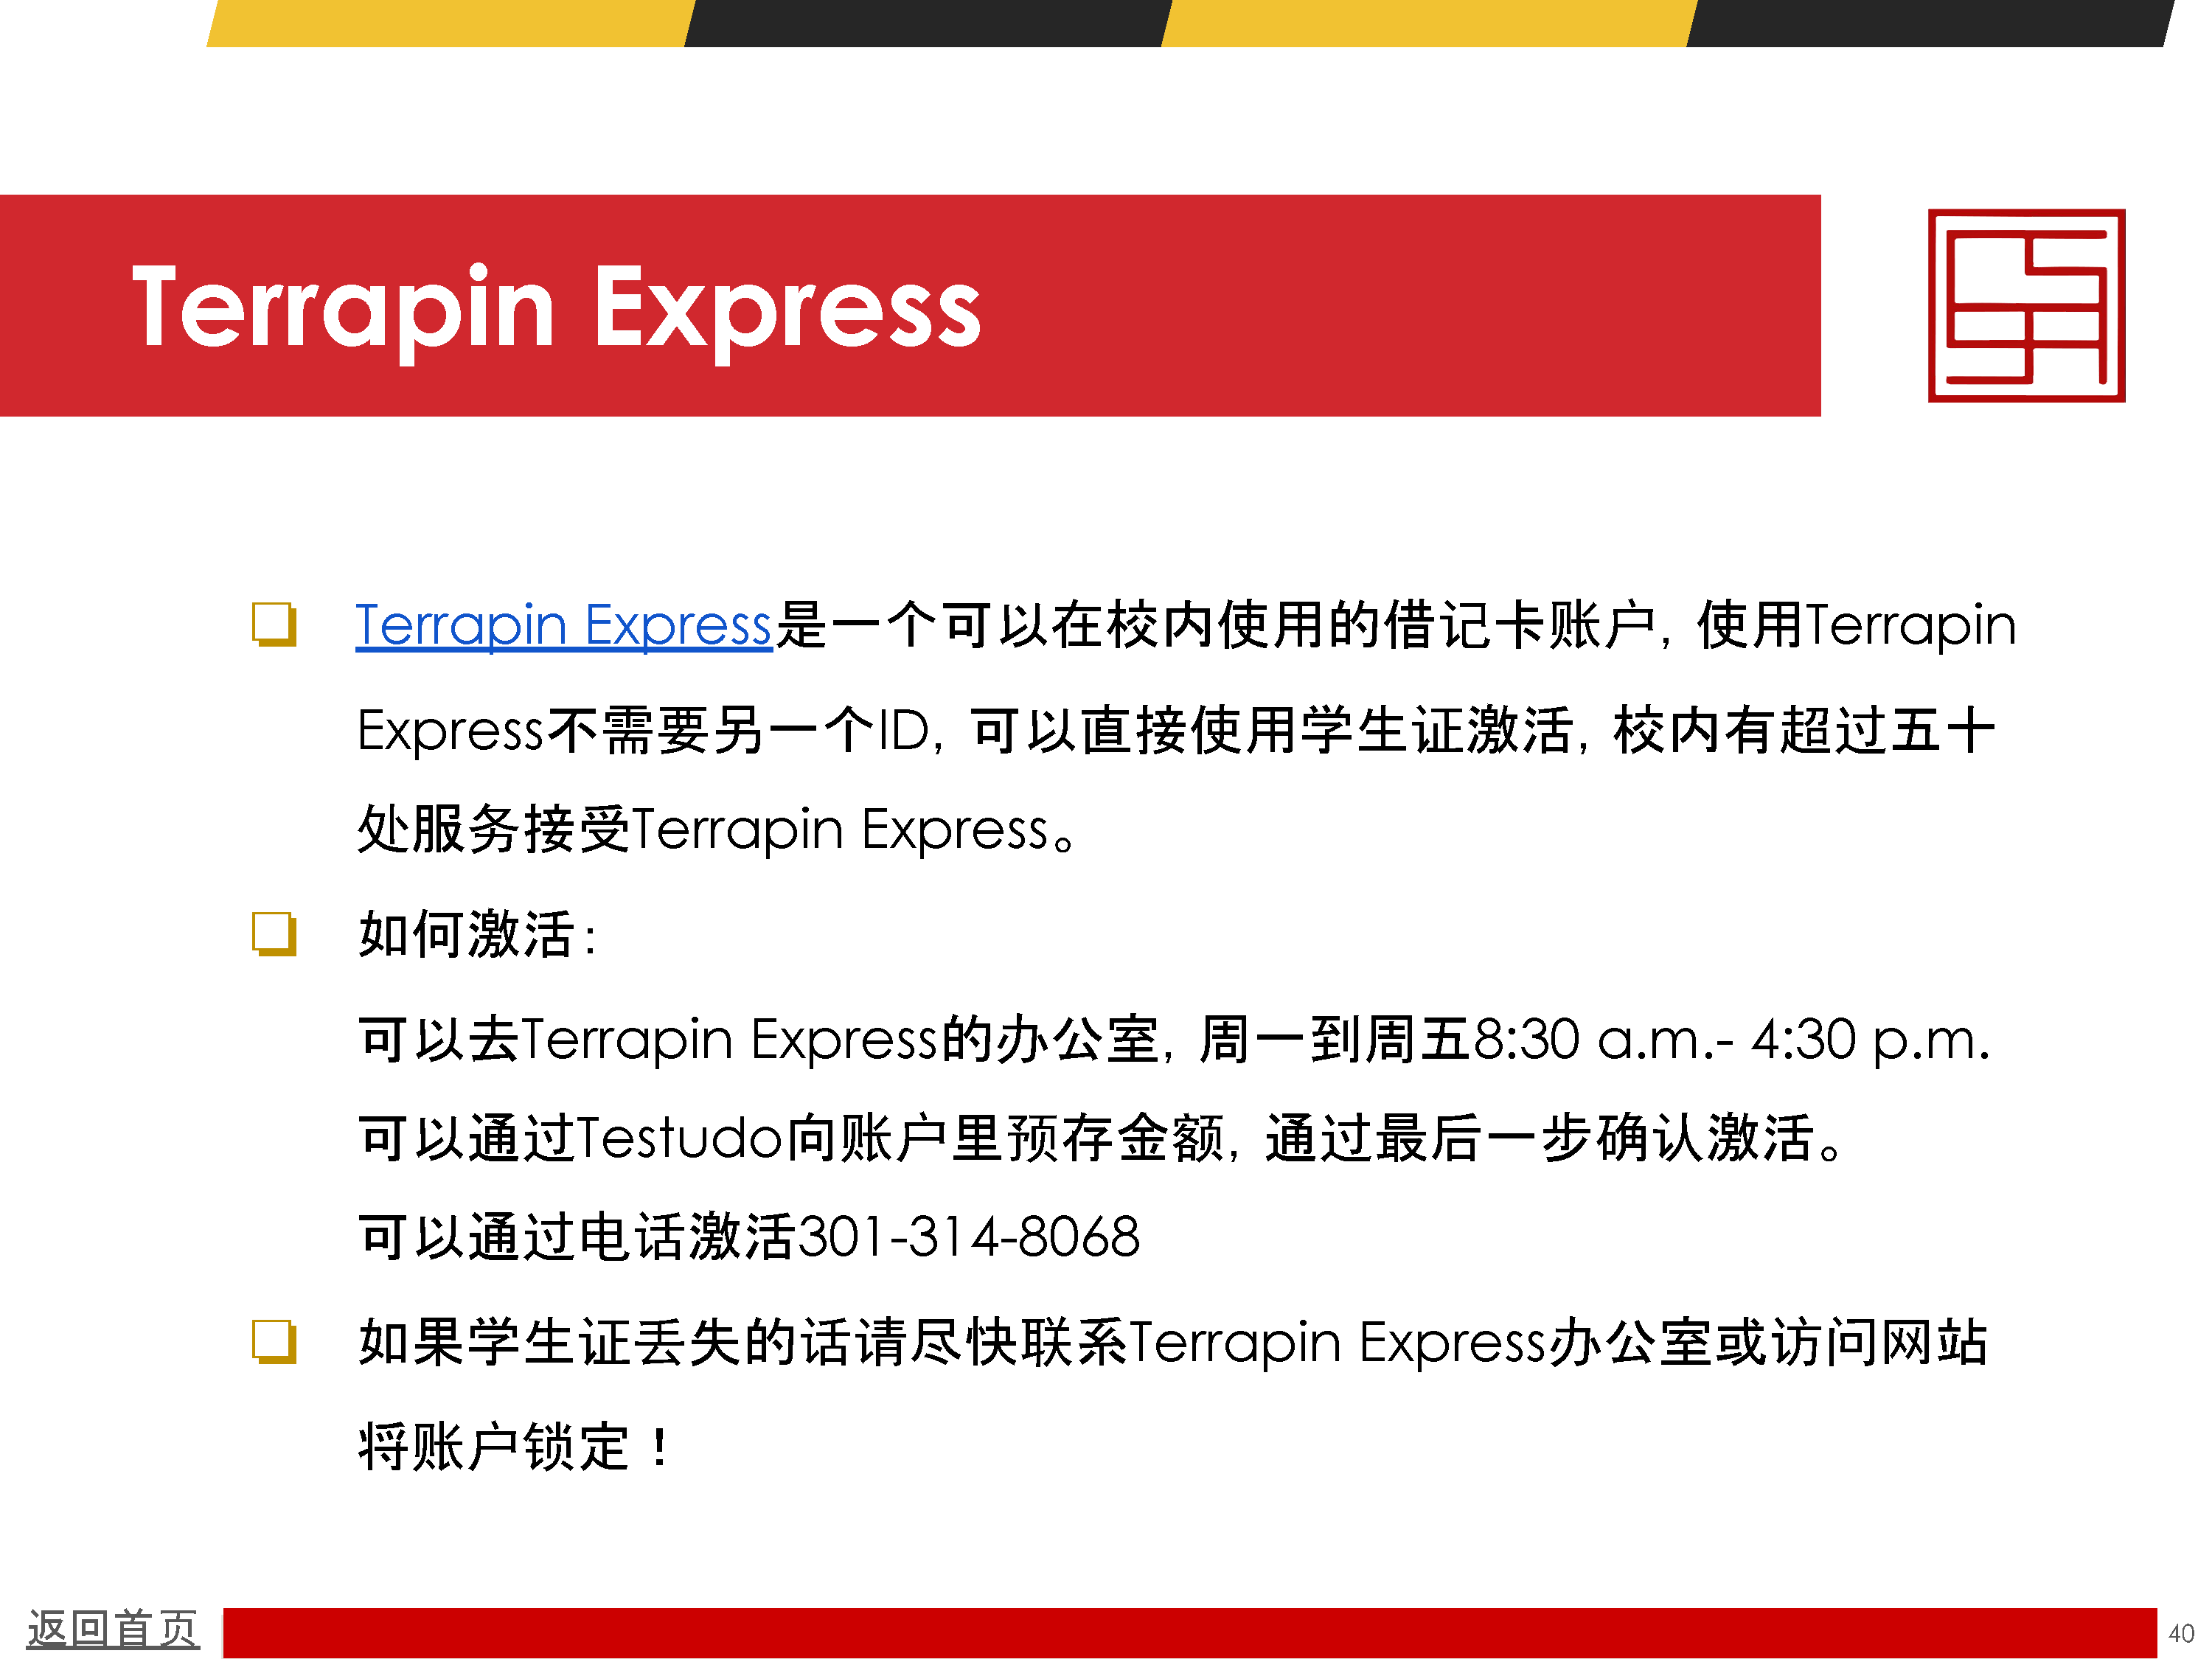 Terrapin Express
Terrapin Express是一个可以在校内使用的借记卡账户，使用Terrapin
Express不需要另一个ID，可以直接使用学生证激活，校内有超过五十
处服务接受Terrapin Express。
如何激活：
可以去Terrapin Express的办公室，周一到周五8:30 a.m.- 4:30 p.m.
可以通过Testudo向账户里预存金额，通过最后一步确认激活。
可以通过电话激活301-314-8068
如果学生证丢失的话请尽快联系Terrapin Express办公室或访问网站
将账户锁定！
返回首页
40